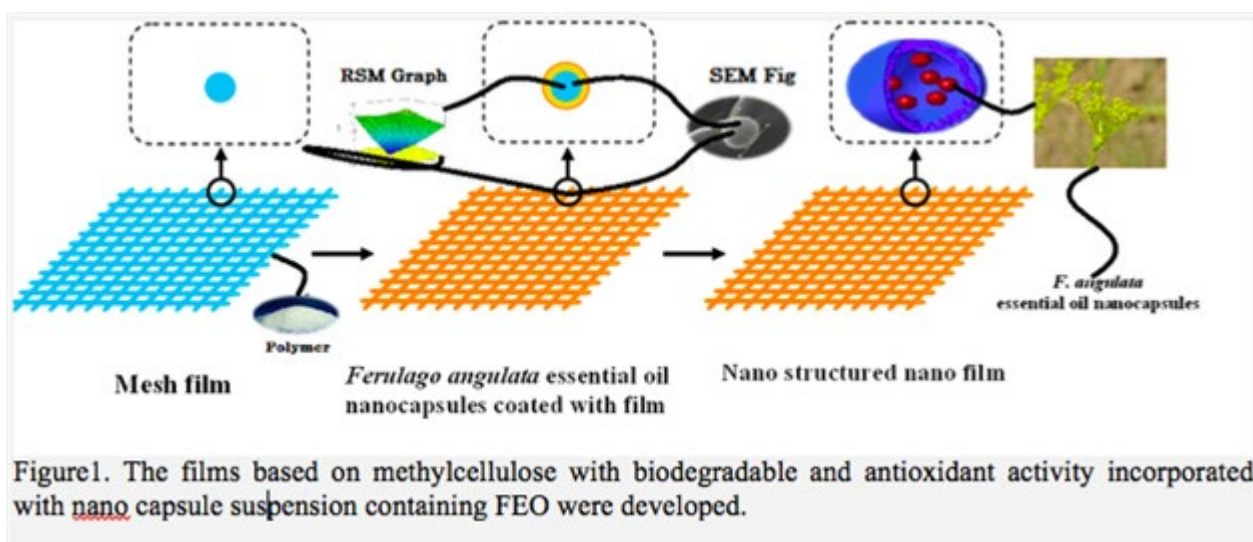 RSM Graph
SEM Fig
Polymer
F. angulata
essential oil nanocapsules
Mesh film
Ferulago angulata essential oil
nanocapsules coated with film
Nano structured nano film
Figure1. The films based on methylcellulose with biodegradable and antioxidant activity incorporated
with nano capsule suspension containing FEO were developed.